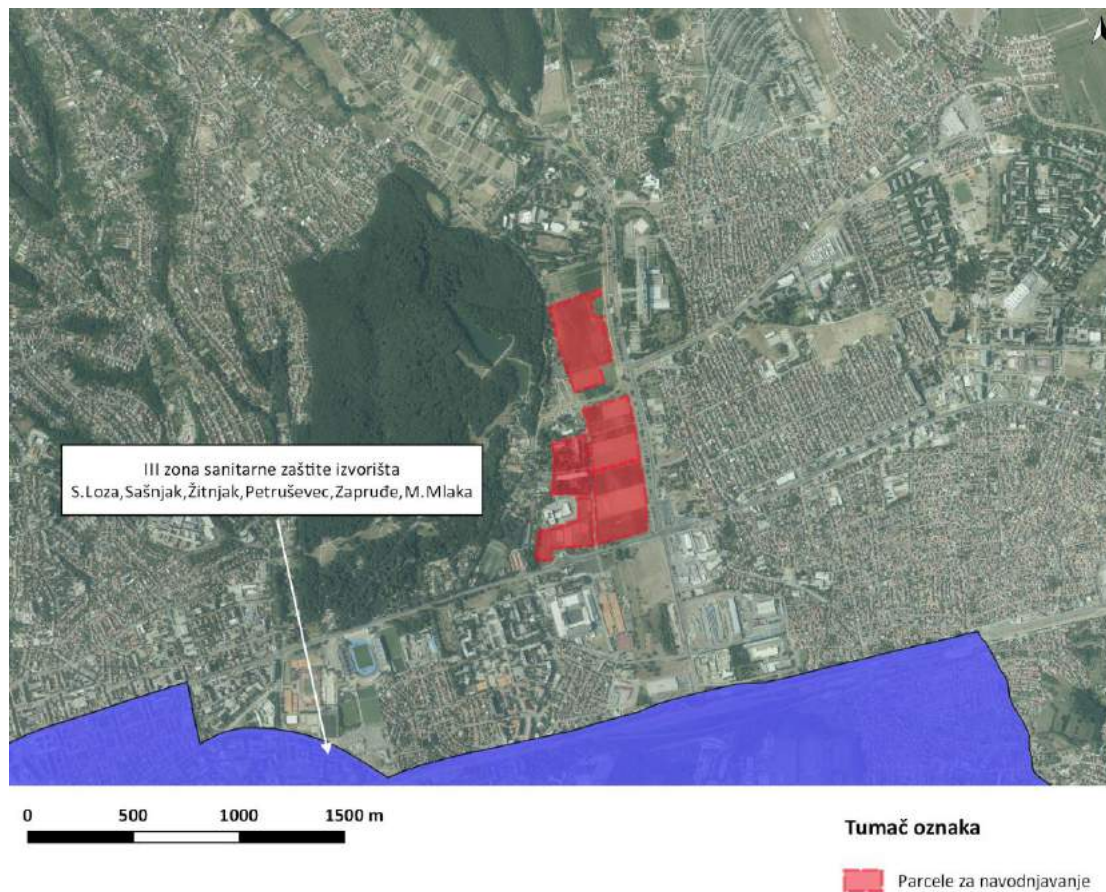 III zona sanitarne zaštite izvorišta
S.Loza,Sašnjak,Žitnjak,Petruševec,Zapruđe,M.Mlaka
0 500 1000 1500 m
Tumač oznaka
Parcele za navodnjavanje